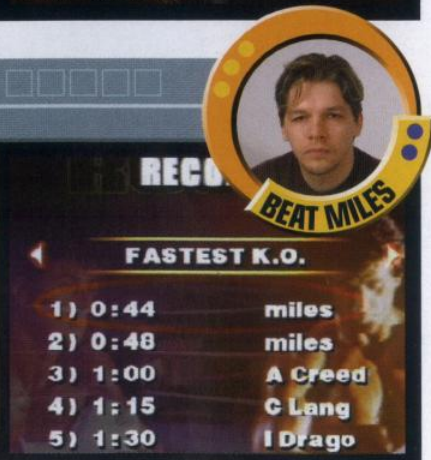 RECO
BEAT MILES
FASTEST K.O.
1) 0:44 miles
2) 0:48 miles
3) 1:00 A Creed
4) 1:15 C Lang
5) 1:30 I Drago